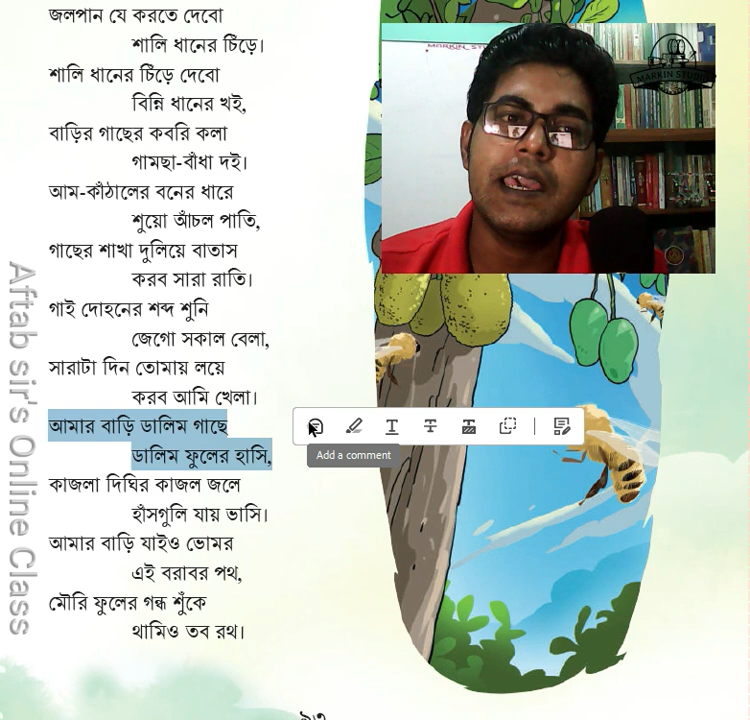 জলপান যে করতে দেবো
শালি ধানের চিঁড়ে।
শালি ধানের চিঁড়ে দেবো
বিন্নি ধানের খই,
বাড়ির গাছের কবরি কলা
গামছা-বাঁধা দই।
আম-কাঁঠালের বনের ধারে
শুয়ো আঁচল পাতি,
গাছের শাখা দুলিয়ে বাতাস
করব সারা রাতি।
গাই দোহনের শব্দ শুনি
জেগো সকাল বেলা,
সারাটা দিন তোমায় লয়ে
করব আমি খেলা।
আমার বাড়ি ডালিম গাছে
ডালিম ফুলের হাসি,
কাজলা দিঘির কাজল জলে
হাঁসগুলি যায় ভাসি।
আমার বাড়ি যাইও ভোমর
এই বরাবর পথ,
মৌরি ফুলের গন্ধ শুঁকে
থামিও তব রথ।
Add a comment
Aftab sir's Online Class
MARKIN STUDIO